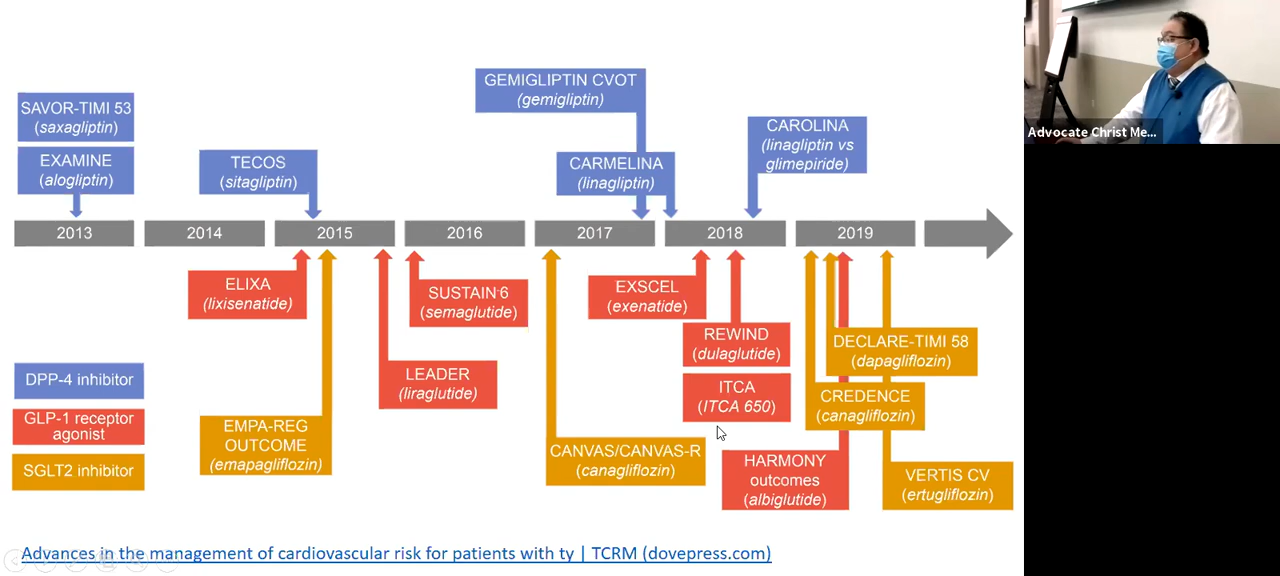 SAVOR-TIMI 53
(saxagliptin)
EXAMINE
(alogliptin)
TECOS
(sitagliptin)
GEMIGLIPTIN CVOT
(gemigliptin)
CARMELINA
(linagliptin)
CAROLINA
(linagliptin vs
glimepiride)
2013
2014
2015
2016
2017
2018
2019
ELIXA
(lixisenatide)
SUSTAIN-6
(semaglutide)
LEADER
(liraglutide)
EMPA-REG
OUTCOME
(emapagliflozin)
EXSCEL
(exenatide)
REWIND
(dulaglutide)
ITCA
(ITCA 650)
CANVAS/CANVAS-R
(canagliflozin)
HARMONY
outcomes
(albiglutide)
DECLARE-TIMI 58
(dapagliflozin)
CREDENCE
(canagliflozin)
VERTIS CV
(ertugliflozin)
DPP-4 inhibitor
GLP-1 receptor
agonist
SGLT2 inhibitor
Advances in the management of cardiovascular risk for patients with ty | TCRM (dovepress.com)
Advocate Christ Me...